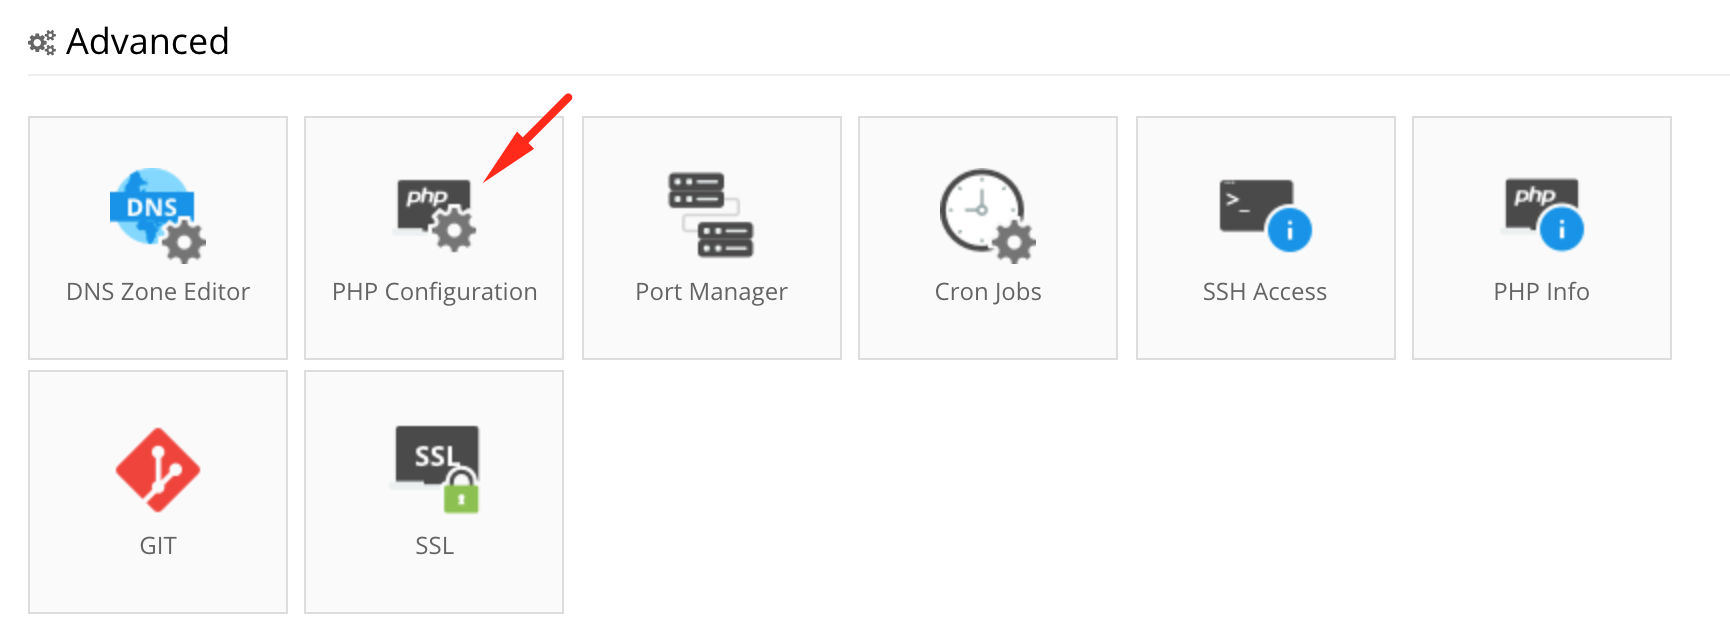 Advanced
DNS
php
>_
i
php
i
DNS Zone Editor
PHP Configuration
Port Manager
Cron Jobs
SSH Access
PHP Info
SSL
GIT
SSL